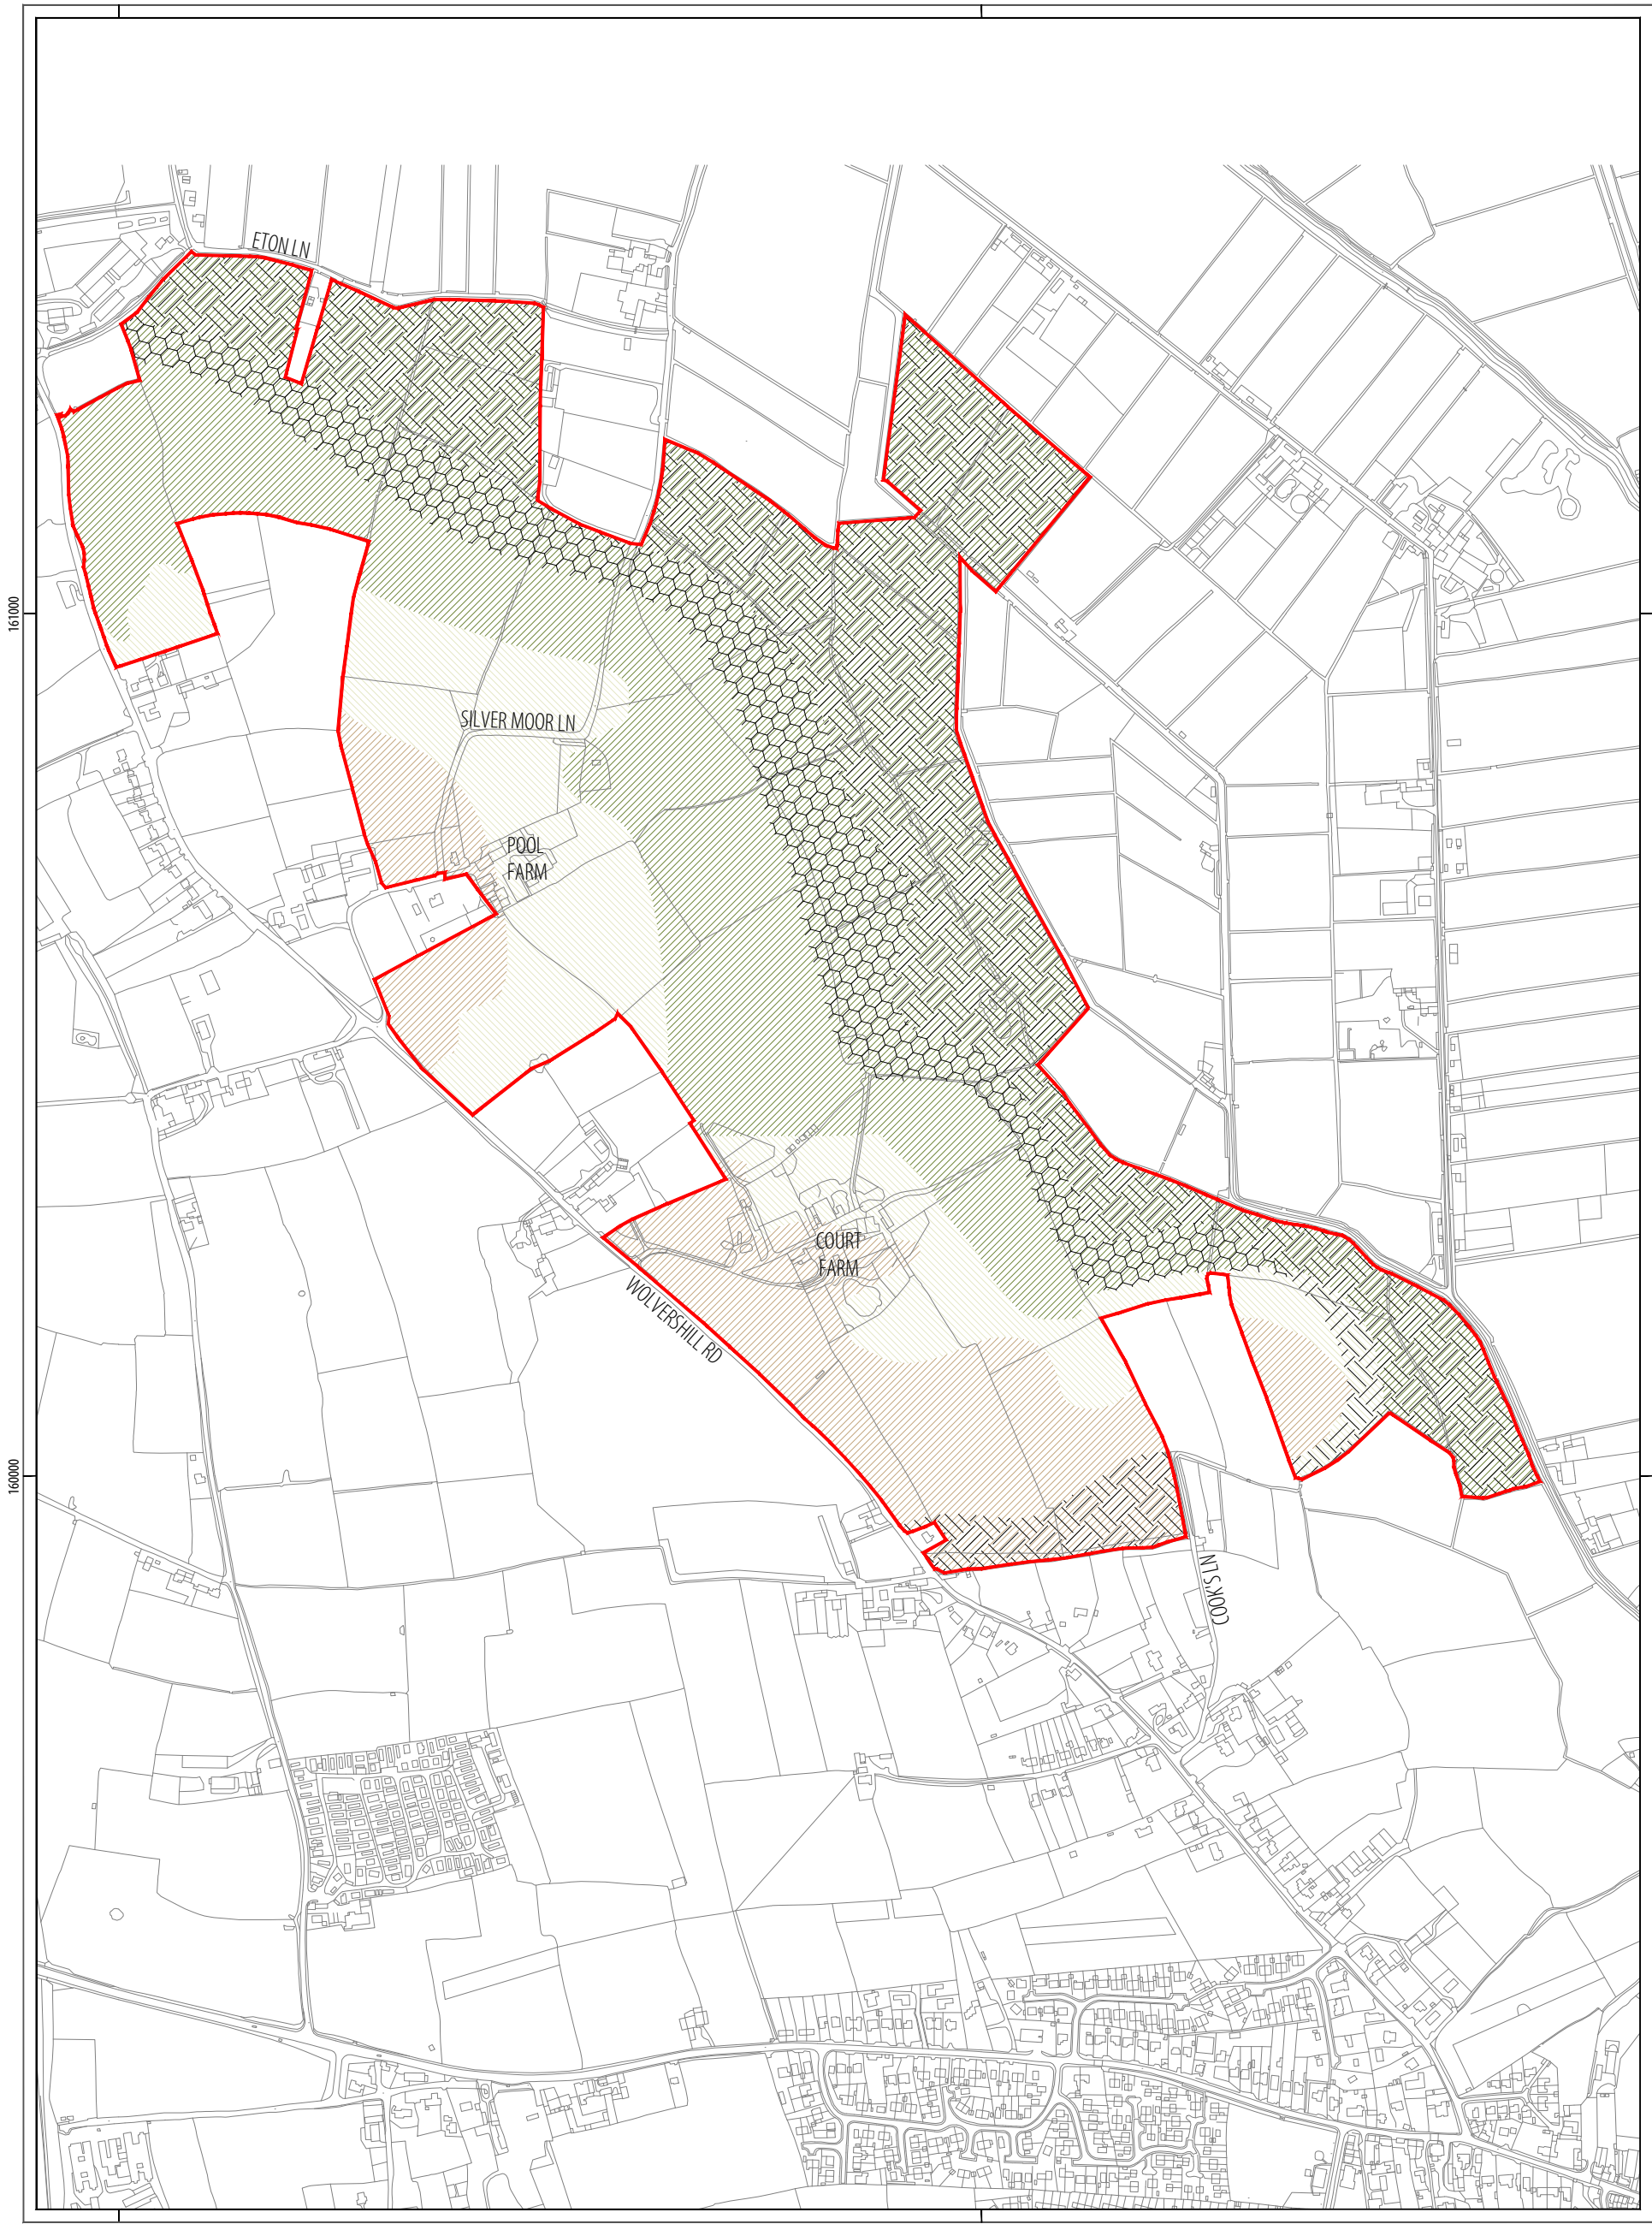 ETON LN
161000
SILVER MOOR LN
POOL
FARM
COURT
FARM
WOLVERSHILL RD
160000
COOK'S LN